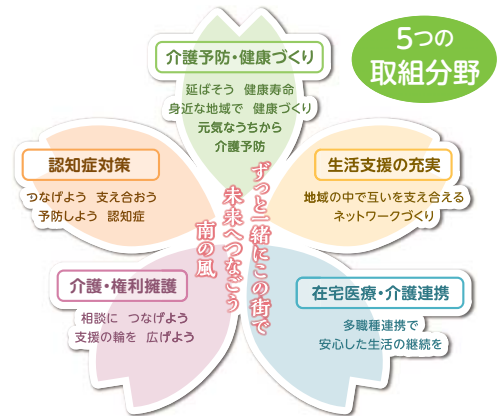 5つの
取組分野
介護予防・健康づくり
延ばそう 健康寿命
身近な地域で 健康づくり
元気なうちから
介護予防
認知症対策
つなげよう 支え合おう
予防しよう 認知症
生活支援の充実
地域の中で互いを支え合える
ネットワークづくり
ずっと一緒にこの街で
未来へつなごう
南の風
介護・権利擁護
相談に つなげよう
支援の輪を 広げよう
在宅医療・介護連携
多職種連携で
安心した生活の継続を